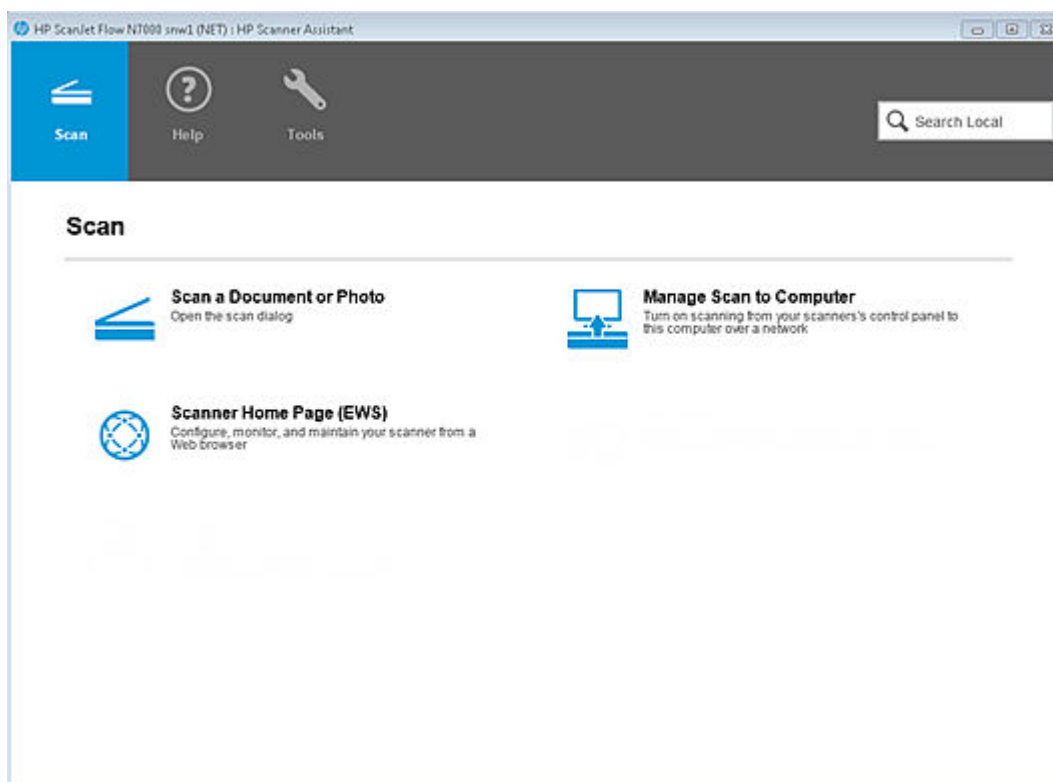 HP ScanJet Flow N7000 snw1 (NET) : HP Scanner Assistant
Scan
Help
Tools
Search Local
Scan
Scan a Document or Photo
Open the scan dialog
Manage Scan to Computer
Turn on scanning from your scanners's control panel to
this computer over a network
Scanner Home Page (EWS)
Configure, monitor, and maintain your scanner from a
Web browser